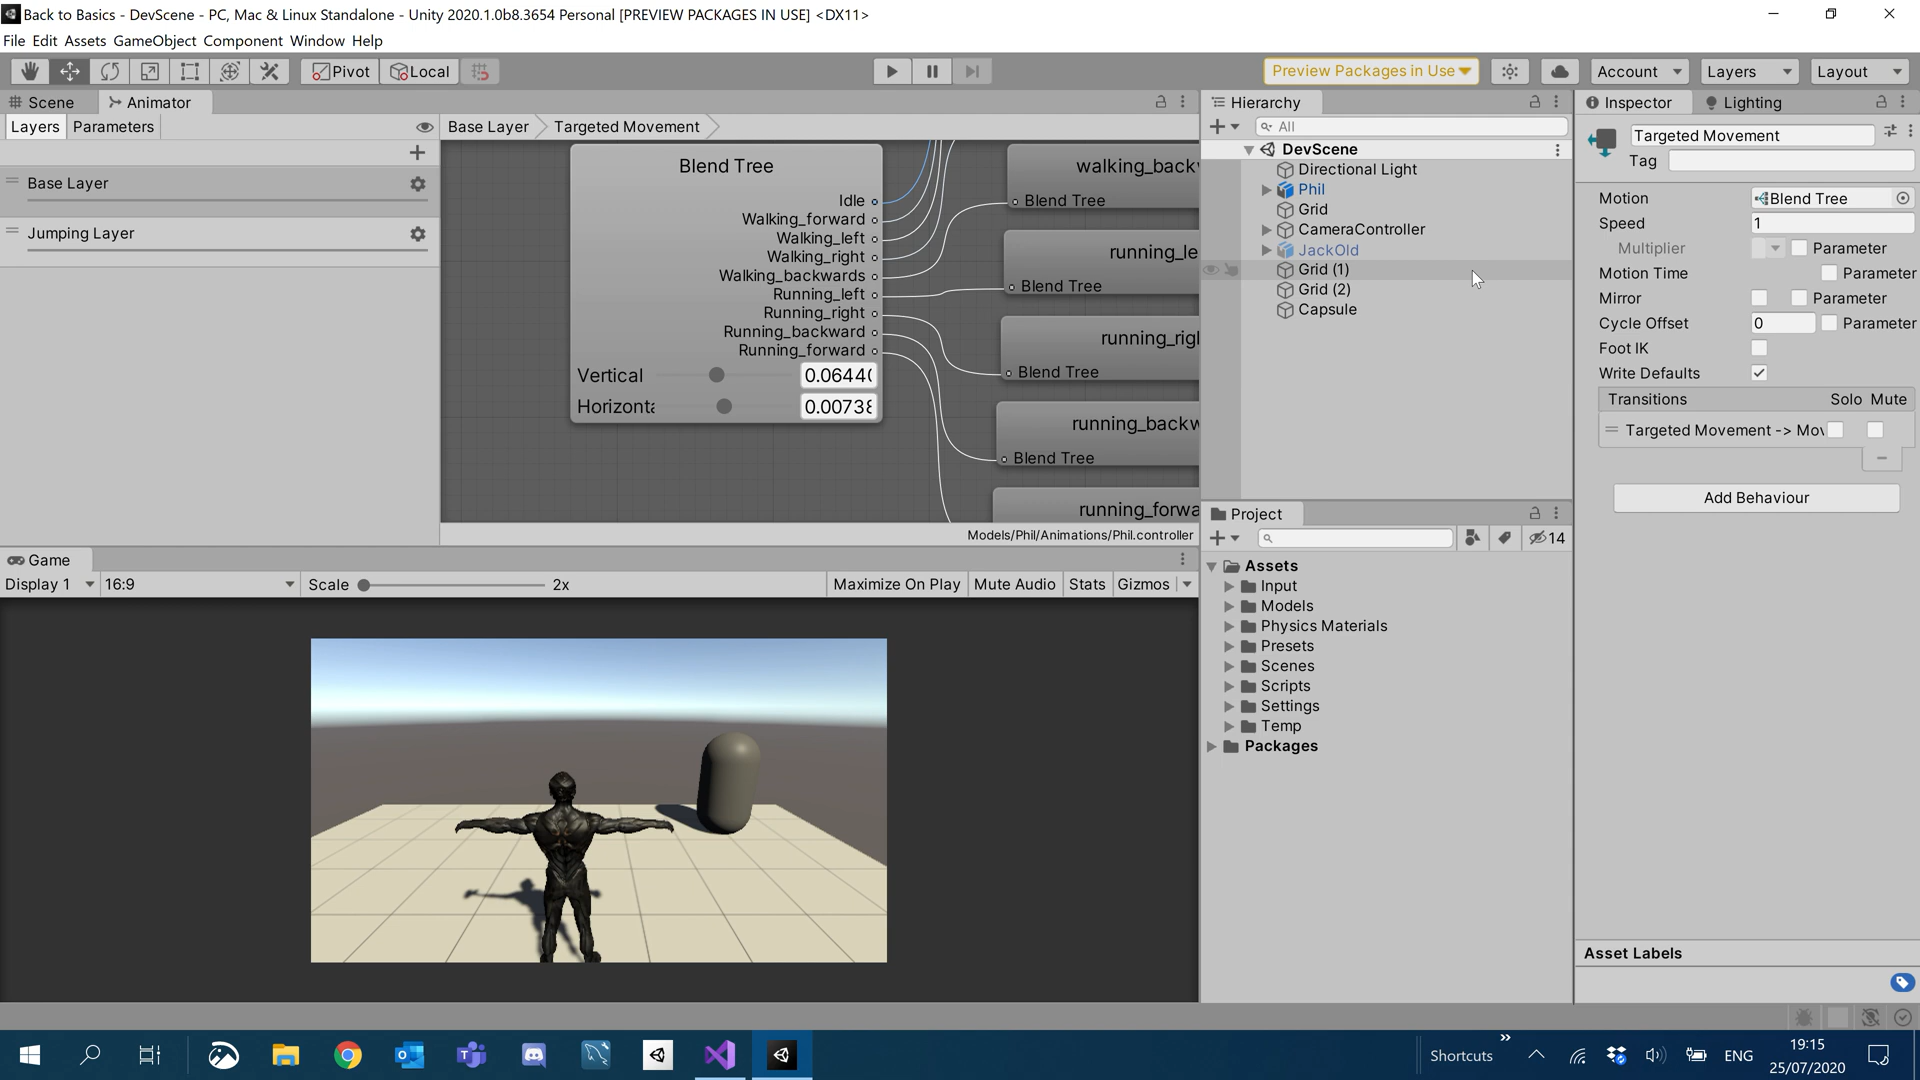 Back to Basics - DevScene - PC, Mac & Linux Standalone - Unity 2020.1.0b8.3654 Personal [PREVIEW PACKAGES IN USE] <DX11>
File Edit Assets GameObject Component Window Help
Pivot Local Preview Packages in Use Account Layers Layout
Scene Animator
Layers Parameters
Base Layer
Jumping Layer
Base Layer Targeted Movement
Blend Tree
Idle
Walking_forward
Walking_left
Walking_right
Walking_backwards
Running_left
Running_right
Running_backward
Running_forward
Vertical 0.0644(
Horizonta 0.0073
walking_backv
Blend Tree
running_le
Blend Tree
running_rig
Blend Tree
running_backw
Blend Tree
running_forwa
Models/Phil/Animations/Phil.controller
Game
Display 1 16:9 Scale 2x Maximize On Play Mute Audio Stats Gizmos
Hierarchy
All
DevScene
Directional Light
Phil
Grid
CameraController
JackOld
Grid (1)
Grid (2)
Capsule
Project
14
Assets
Input
Models
Physics Materials
Presets
Scenes
Scripts
Settings
Temp
Packages
Inspector Lighting
Targeted Movement
Tag
Motion Blend Tree
Speed 1
Multiplier Parameter
Motion Time Parameter
Mirror Parameter
Cycle Offset 0 Parameter
Foot IK
Write Defaults
Transitions Solo Mute
Targeted Movement -> Mov
Add Behaviour
Asset Labels
Shortcuts
ENG
19:15
25/07/2020